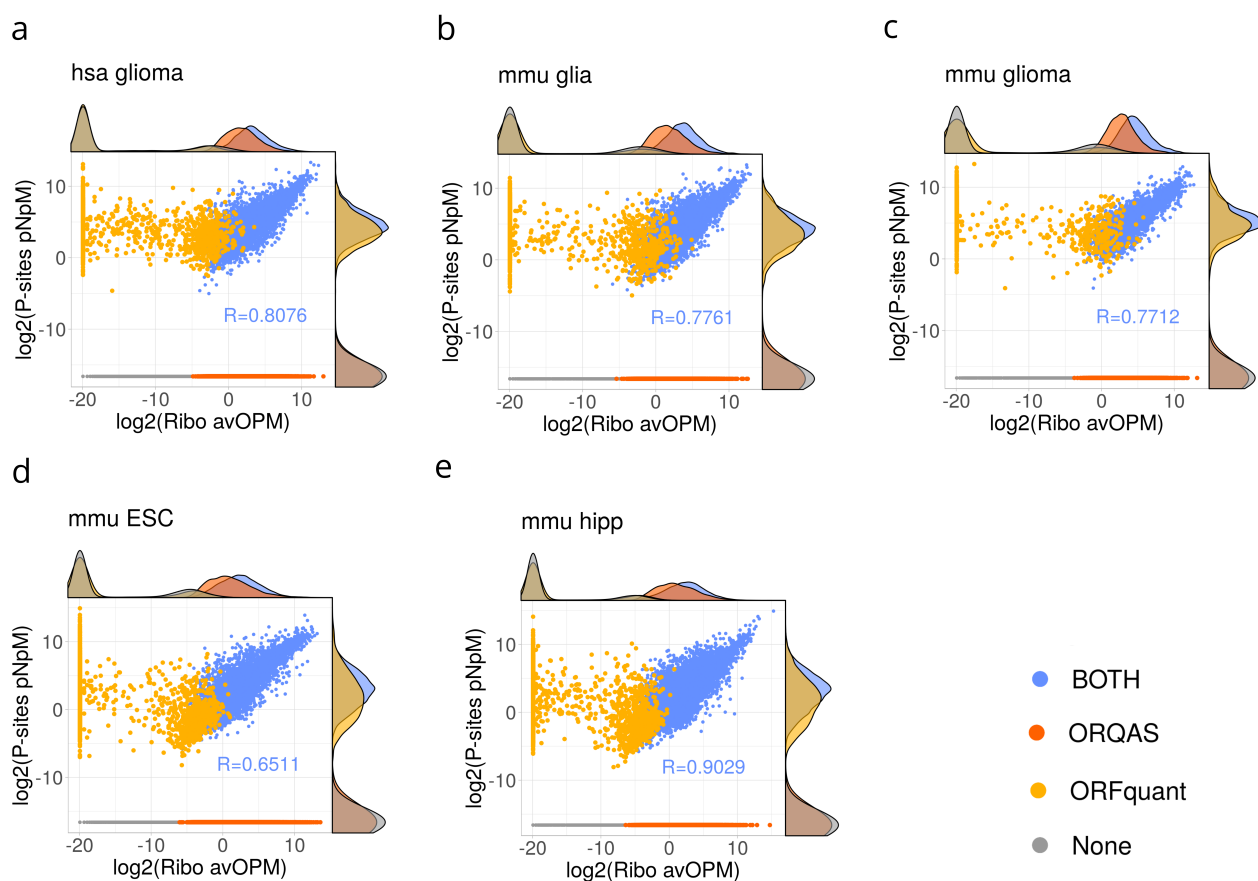 a
hsa glioma
log2(P-sites pNpM)
10
0
-10
R=0.8076
-20
-10
0
10
log2(Ribo avOPM)
b
mmu glia
log2(P-sites pNpM)
10
0
-10
R=0.7761
-20
-10
0
10
log2(Ribo avOPM)
c
mmu glioma
log2(P-sites pNpM)
10
0
-10
R=0.7712
-20
-10
0
10
log2(Ribo avOPM)
d
mmu ESC
log2(P-sites pNpM)
10
0
-10
R=0.6511
-20
-10
0
10
log2(Ribo avOPM)
e
mmu hipp
log2(P-sites pNpM)
10
0
-10
R=0.9029
-20
-10
0
10
log2(Ribo avOPM)
BOTH
ORQAS
ORFquant
None